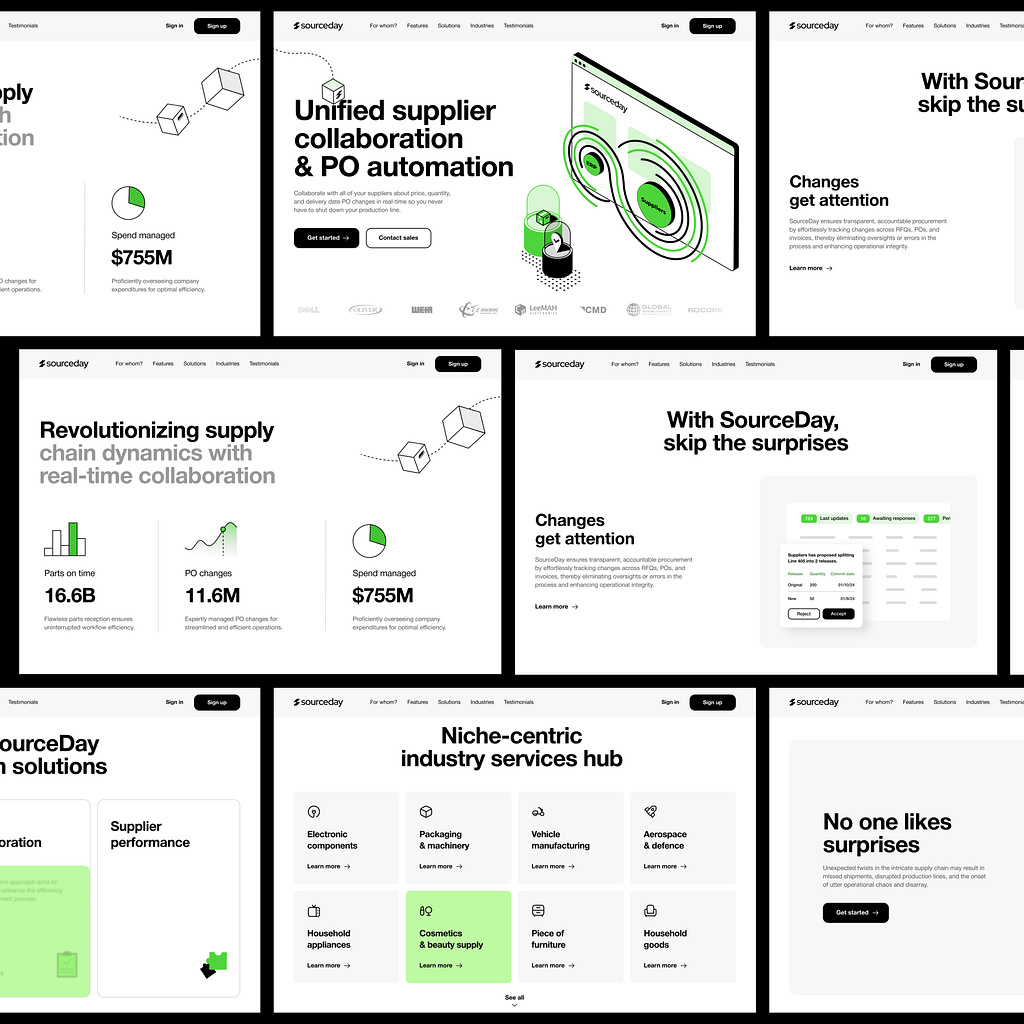 Testimonials
Sign in
Sign up
tion
Spend managed
$755M
Proficiently overseeing company
expenditures for optimal efficiency.
sourceday
For whom?
Features
Solutions
Industries
Testimonials
Sign in
Sign up
Unified supplier
collaboration
& PO automation
Collaborate with all of your suppliers about price, quantity,
and delivery date PO changes in real-time so you never
have to shut down your production line.
Get started
Contact sales
sourceday
ERP
Suppliers
DELL
OLIVER
WEIR
LeeMAH
ELECTRONICS
CMD
GLOBAL
ROCORE
sourceday
For whom?
Features
Solutions
Industries
With Sour
skip the su
Changes
get attention
SourceDay ensures transparent, accountable procurement
by effortlessly tracking changes across RFQs, POs, and
invoices, thereby eliminating oversights or errors in the
process and enhancing operational integrity.
Learn more
sourceday
For whom?
Features
Solutions
Industries
Testimonials
Sign in
Sign up
Revolutionizing supply
chain dynamics with
real-time collaboration
Parts on time
16.6B
Flawless parts reception ensures
uninterrupted workflow efficiency.
PO changes
11.6M
Expertly managed PO changes for
streamlined and efficient operations.
Spend managed
$755M
Proficiently overseeing company
expenditures for optimal efficiency.
sourceday
For whom?
Features
Solutions
Industries
Testimonials
Sign in
Sign up
With SourceDay,
skip the surprises
Changes
get attention
SourceDay ensures transparent, accountable procurement
by effortlessly tracking changes across RFQs, POs, and
invoices, thereby eliminating oversights or errors in the
process and enhancing operational integrity.
Learn more
124 Last updates
16 Awaiting responses
277 Per
Suppliers has proposed splitting
Line 405 into 2 releases.
Release Quantity Commit date
Original 200 01/10/24
New 50 01/8/24
Reject
Accept
Testimonials
Sign in
Sign up
ourceDay
n solutions
oration
Supplier
performance
sourceday
For whom?
Features
Solutions
Industries
Testimonials
Sign in
Sign up
Niche-centric
industry services hub
Electronic
components
Learn more
Packaging
& machinery
Learn more
Vehicle
manufacturing
Learn more
Aerospace
& defence
Learn more
Household
appliances
Learn more
Cosmetics
& beauty supply
Learn more
Piece of
furniture
Learn more
Household
goods
Learn more
See all
sourceday
For whom?
Features
Solutions
Industries
No one likes
surprises
Unexpected twists in the intricate supply chain may result in
missed shipments, disrupted production lines, and the onset
of utter operational chaos and disarray.
Get started